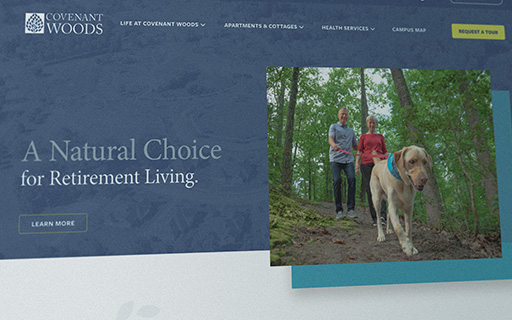 COVENANT
WOODS
LIFE AT COVENANT WOODS
APARTMENTS & COTTAGES
HEALTH SERVICES
CAMPUS MAP
REQUEST A TOUR
A Natural Choice
for Retirement Living.
LEARN MORE